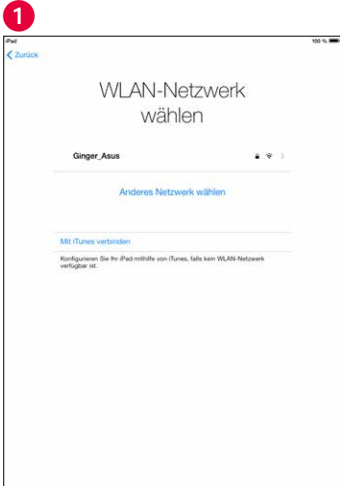 1
iPad
100 %
Zurück
WLAN-Netzwerk
wählen
Ginger_Asus
Anderes Netzwerk wählen
Mit iTunes verbinden
Konfigurieren Sie Ihr iPad mithilfe von iTunes, falls kein WLAN-Netzwerk
verfügbar ist.